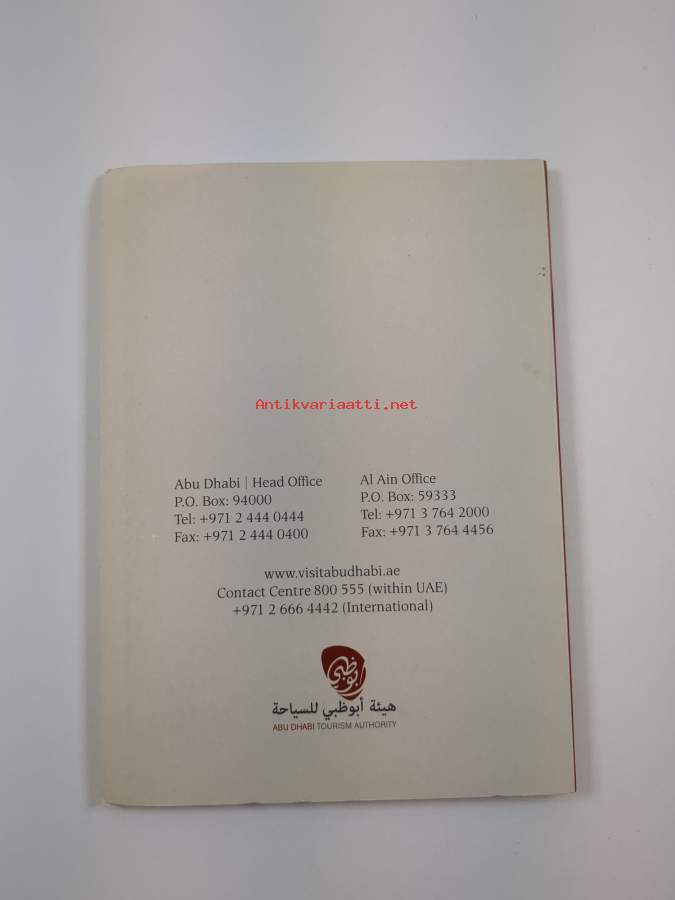 Antikvariaatti.net
Abu Dhabi | Head Office
P.O. Box: 94000
Tel: +971 2 444 0444
Fax: +971 2 444 0400
Al Ain Office
P.O. Box: 59333
Tel: +971 3 764 2000
Fax: +971 3 764 4456
www.visitabudhabi.ae
Contact Centre 800 555 (within UAE)
+971 2 666 4442 (International)
أبوظبي
هيئة أبوظبي للسياحة
ABU DHABI TOURISM AUTHORITY